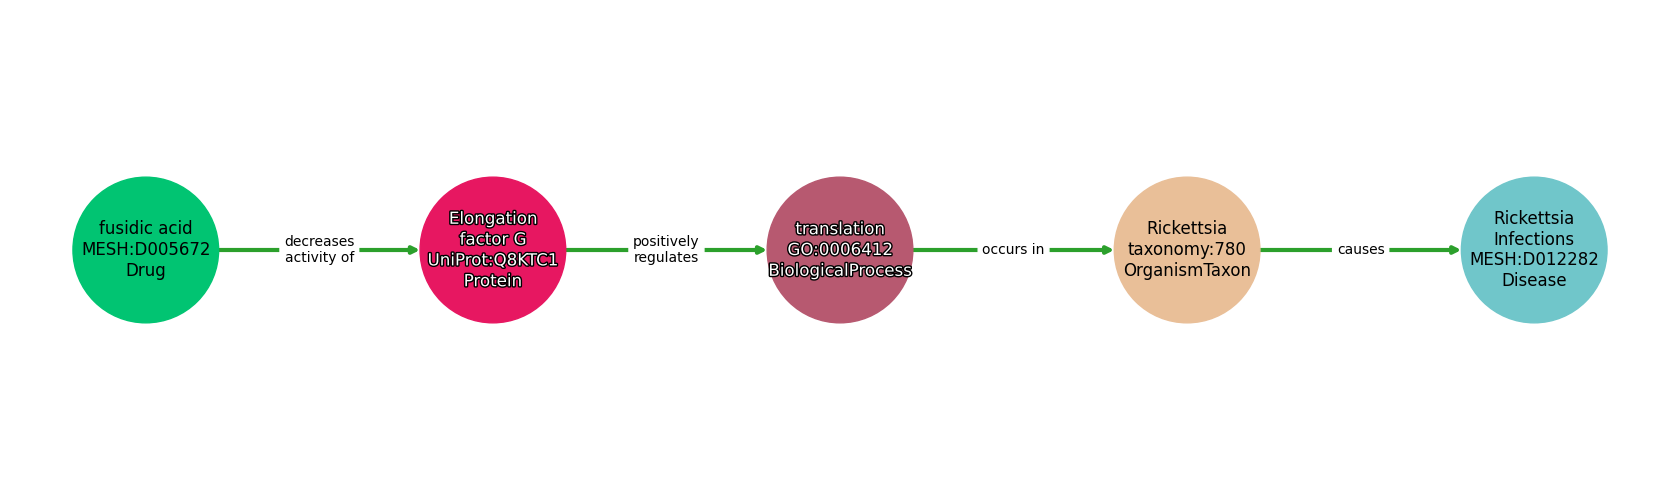 fusidic acid
MESH:D005672
Drug
decreases
activity of
Elongation
factor G
UniProt:Q8KTC1
Protein
positively
regulates
translation
GO:0006412
BiologicalProcess
occurs in
Rickettsia
taxonomy:780
OrganismTaxon
causes
Rickettsia
Infections
MESH:D012282
Disease